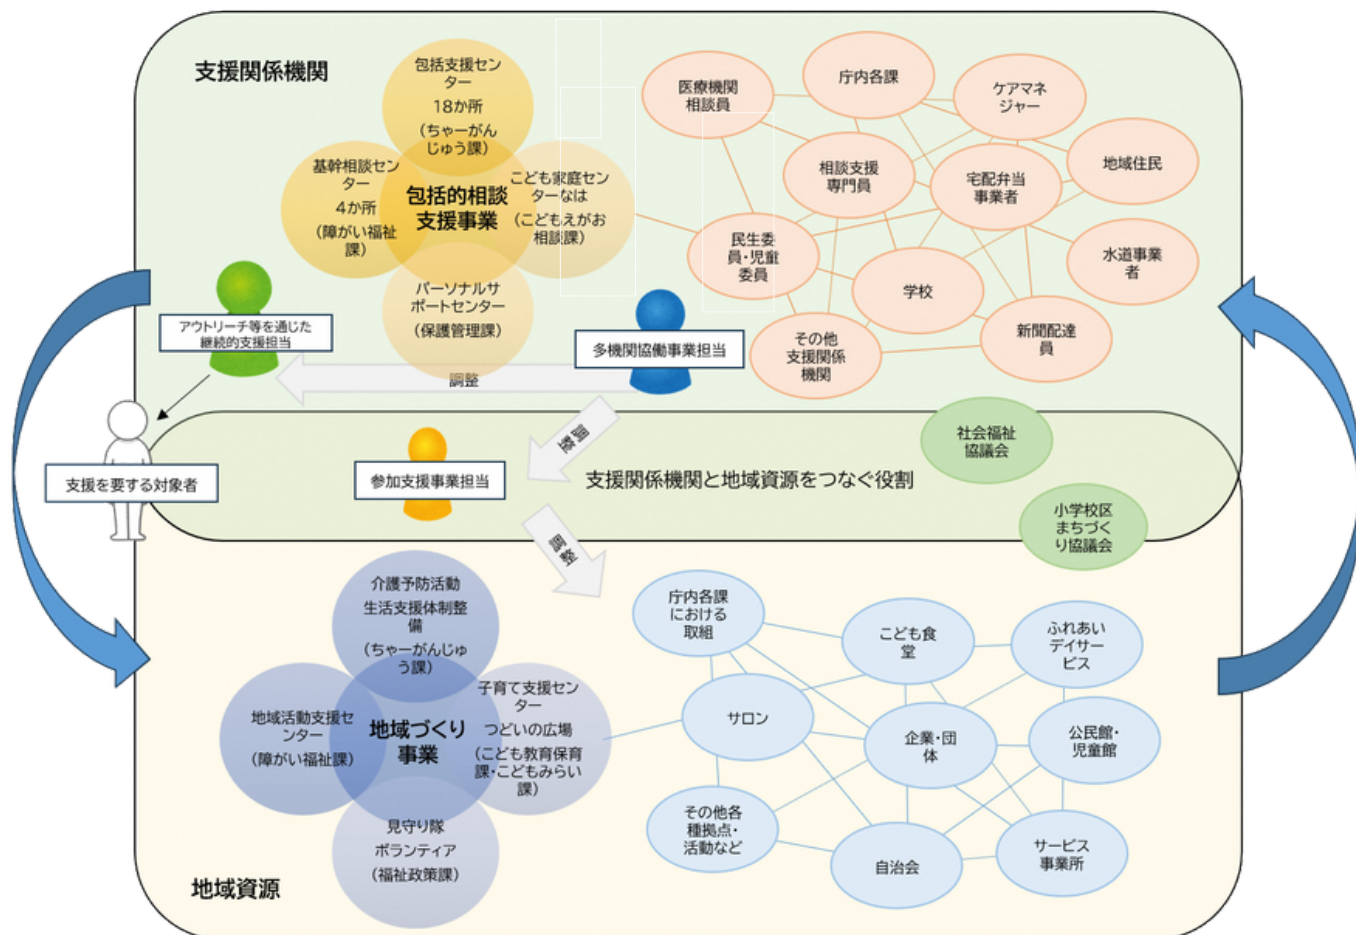 支援関係機関
包括支援セン
ター
18か所
(ちゃーがん
じゅう課)
基幹相談セン
ター
4か所
(障がい福祉
課)
包括的相談
支援事業
こども家庭セン
ターなは
(こどもえがお
相談課)
パーソナルサ
ポートセンター
(保護管理課)
医療機関
相談員
庁内各課
ケアマネ
ジャー
相談支援
専門員
宅配弁当
事業者
地域住民
民生委
員・児童
委員
学校
水道事業
者
その他
支援関係
機関
新聞配達
員
アウトリーチ等を通じた
継続的支援担当
多機関協働事業担当
調整
調整
支援を要する対象者
参加支援事業担当
支援関係機関と地域資源をつなぐ役割
社会福祉
協議会
小学校区
まちづく
り協議会
調整
介護予防活動
生活支援体制整
備
(ちゃーがんじゅ
う課)
地域活動支援セ
ンター
(障がい福祉課)
地域づくり
事業
子育て支援セン
ター
つどいの広場
(こども教育保育
課・こどもみらい
課)
見守り隊
ボランティア
(福祉政策課)
庁内各課
における
取組
こども食
堂
ふれあい
デイサー
ビス
サロン
企業・団
体
公民館・
児童館
その他各
種拠点・
活動など
自治会
サービス
事業所
地域資源